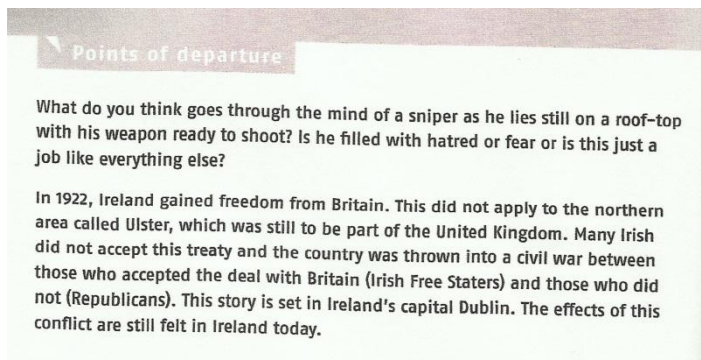 Points of departure
What do you think goes through the mind of a sniper as he lies still on a roof-top
with his weapon ready to shoot? Is he filled with hatred or fear or is this just a
job like everything else?
In 1922, Ireland gained freedom from Britain. This did not apply to the northern
area called Ulster, which was still to be part of the United Kingdom. Many Irish
did not accept this treaty and the country was thrown into a civil war between
those who accepted the deal with Britain (Irish Free Staters) and those who did
not (Republicans). This story is set in Ireland's capital Dublin. The effects of this
conflict are still felt in Ireland today.